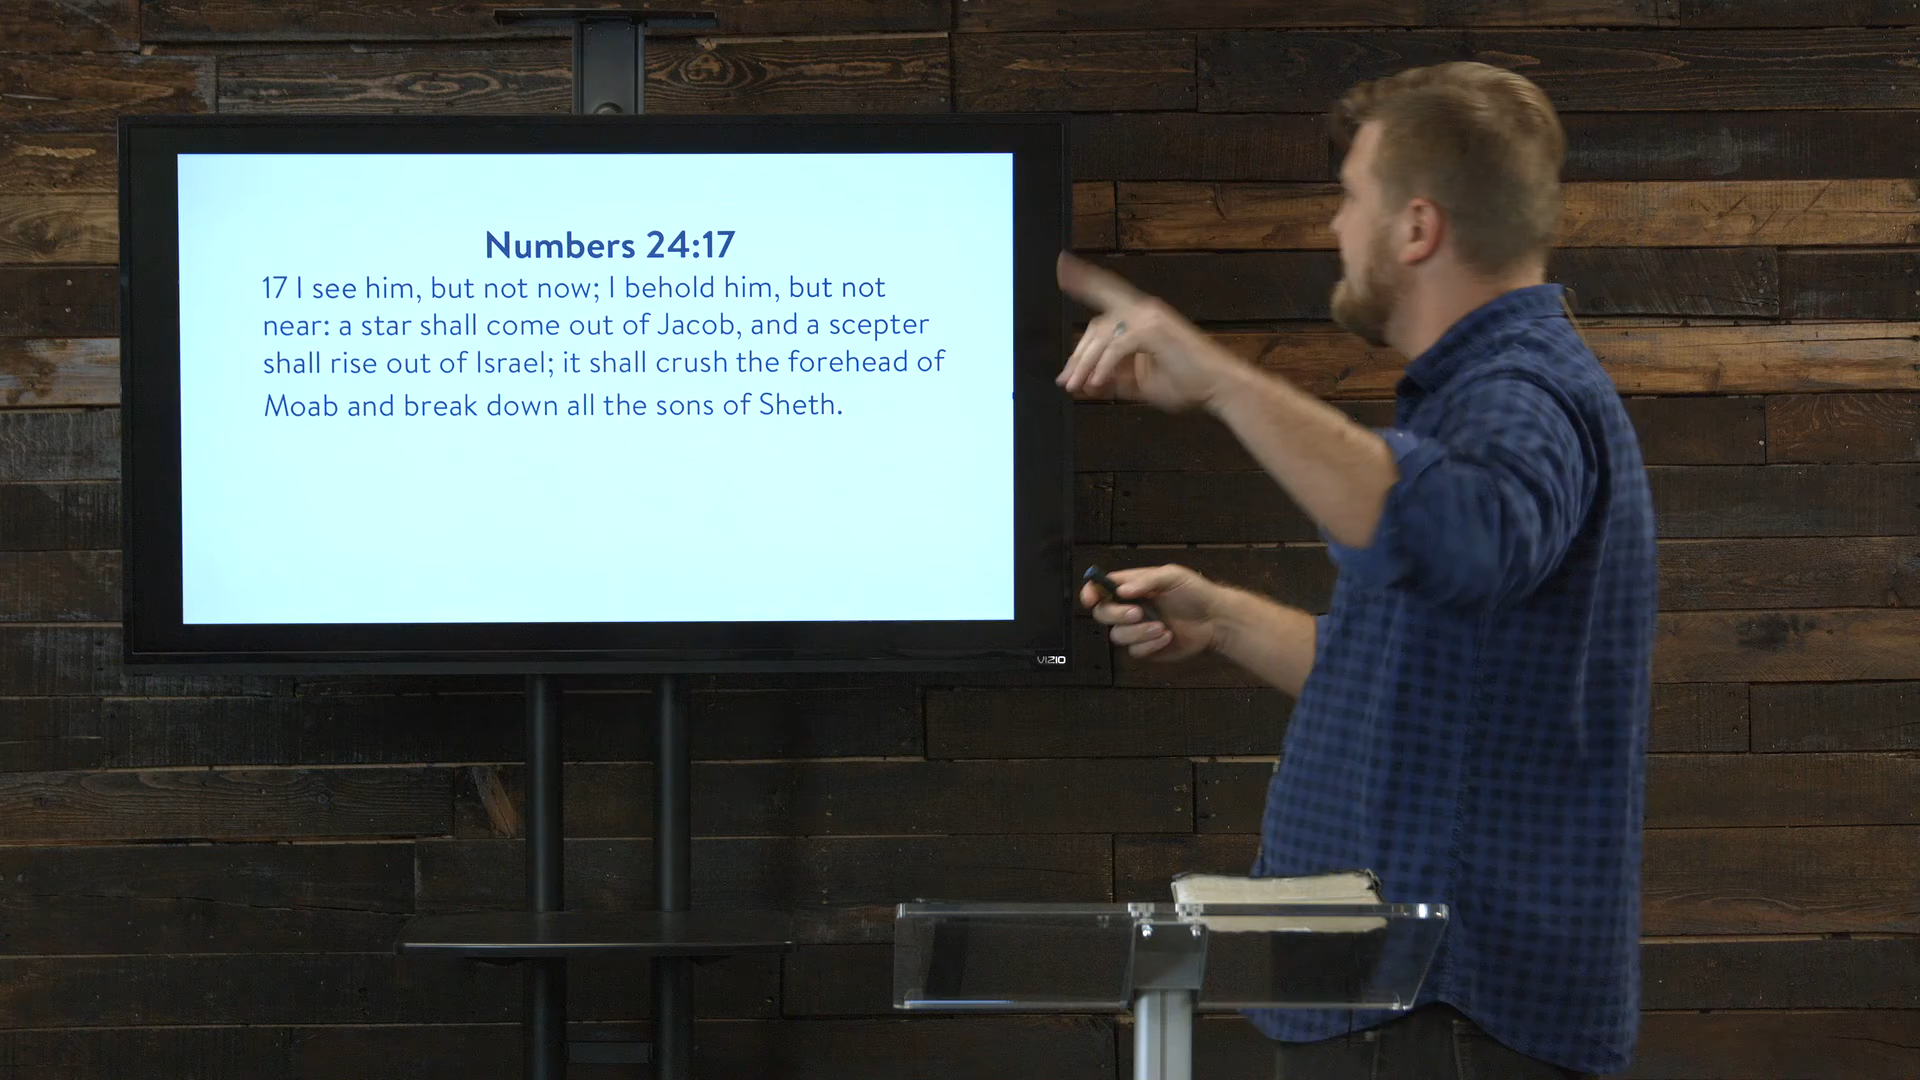 Numbers 24:17
17 I see him, but not now; I behold him, but not
near: a star shall come out of Jacob, and a scepter
shall rise out of Israel; it shall crush the forehead of
Moab and break down all the sons of Sheth.
VIZIO